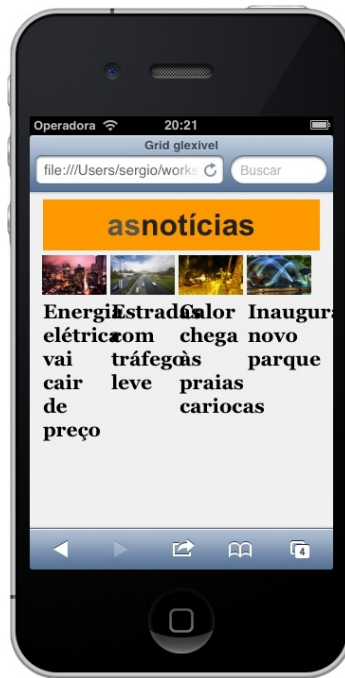 Operadora 20:21
Grid glexivel
file:///Users/sergio/works
Buscar
asnotícias
Energia
elétrica
vai
cair
de
preço
Estradas
com
tráfego
leve
Calor
chega
às
praias
cariocas
Inaugura
novo
parque
4